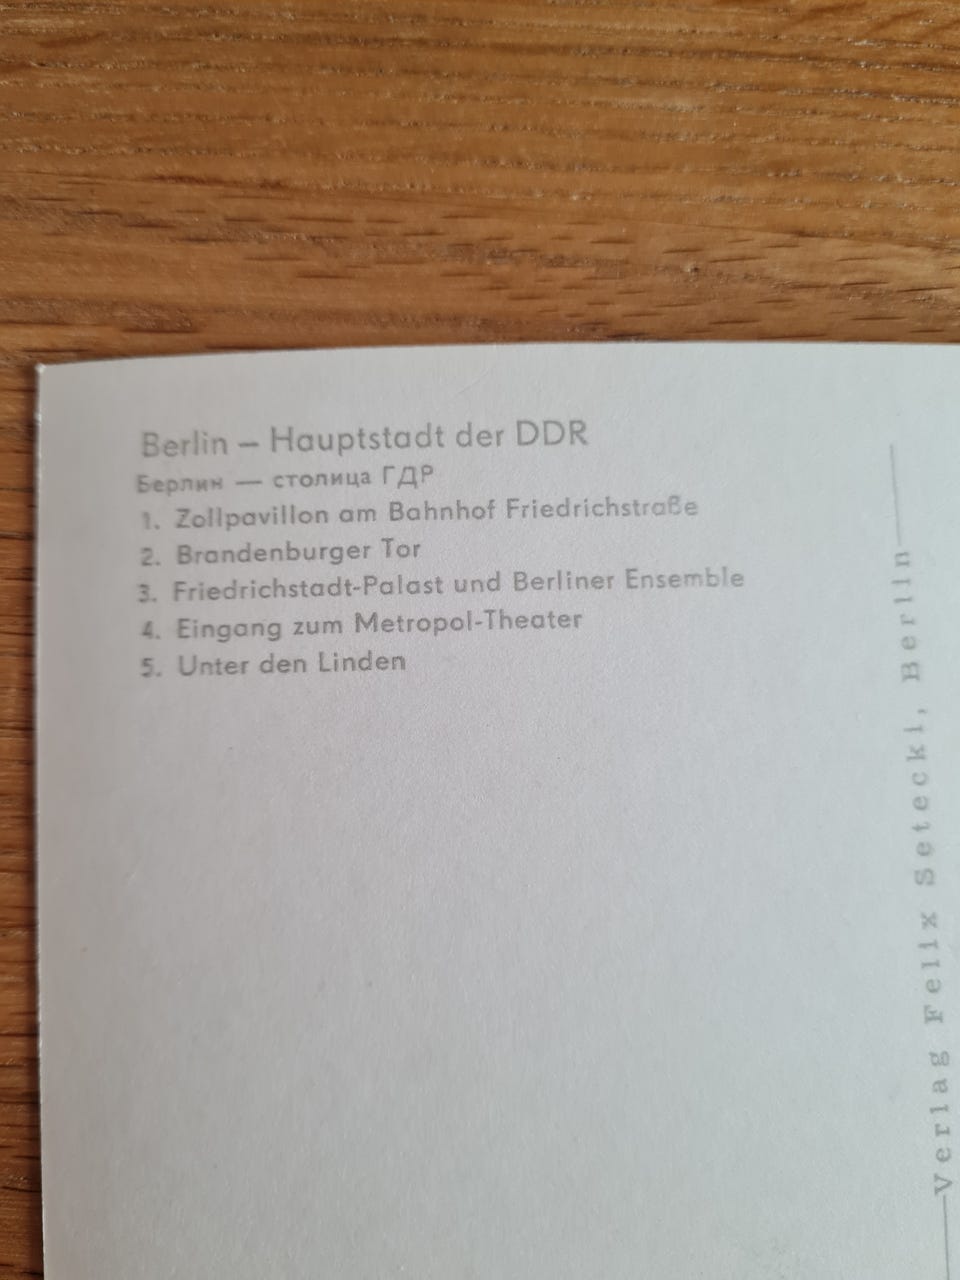 Berlin – Hauptstadt der DDR
Берлин — столица ГДР
1. Zollpavillon am Bahnhof Friedrichstraße
2. Brandenburger Tor
3. Friedrichstadt-Palast und Berliner Ensemble
4. Eingang zum Metropol-Theater
5. Unter den Linden
Verlag Felix Setecki, Berlin